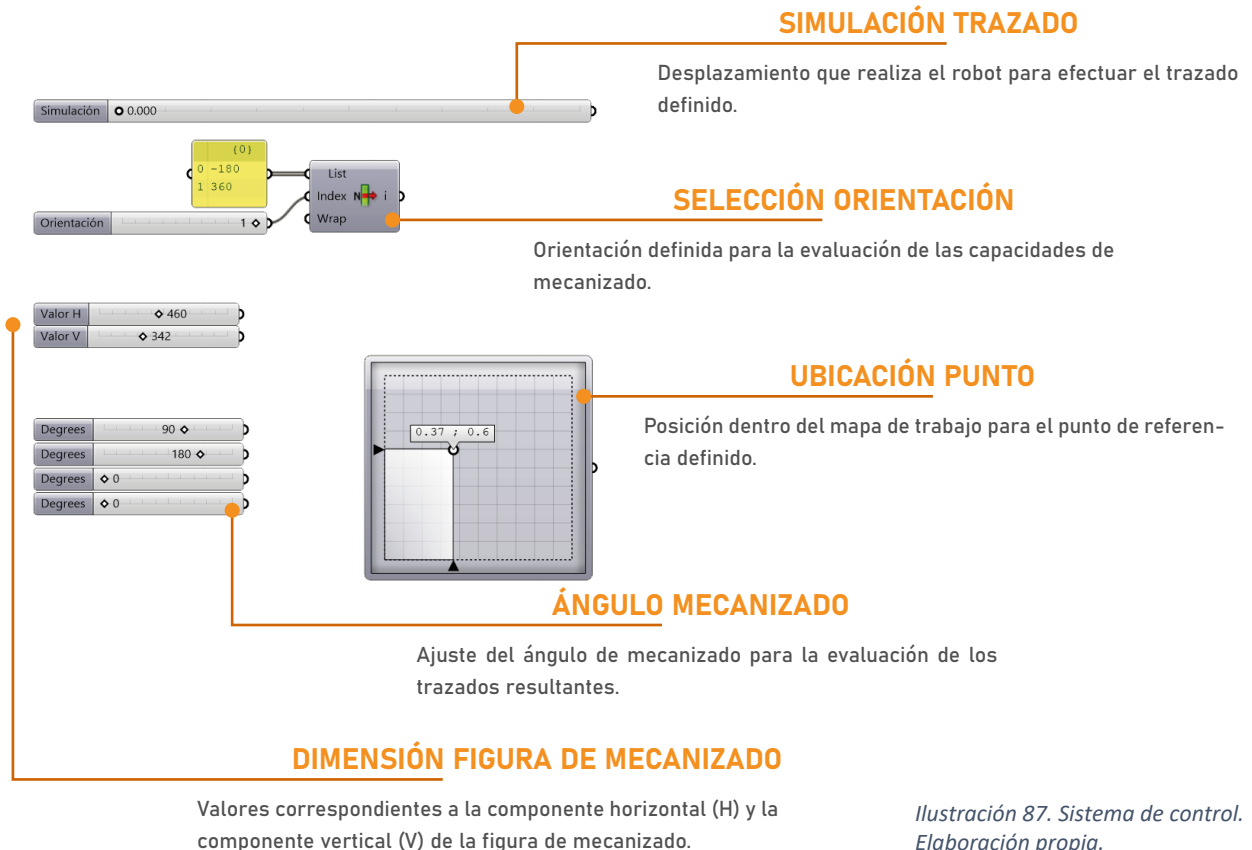 SIMULACIÓN TRAZADO
Desplazamiento que realiza el robot para efectuar el trazado
definido.
Simulación 0.000
{0}
0 -180
1 360
List
Index N i
Wrap
Orientación 1
SELECCIÓN ORIENTACIÓN
Orientación definida para la evaluación de las capacidades de
mecanizado.
Valor H 460
Valor V 342
UBICACIÓN PUNTO
0.37 ; 0.6
Posición dentro del mapa de trabajo para el punto de referen-
cia definido.
Degrees 90
Degrees 180
Degrees 0
Degrees 0
ÁNGULO MECANIZADO
Ajuste del ángulo de mecanizado para la evaluación de los
trazados resultantes.
DIMENSIÓN FIGURA DE MECANIZADO
Valores correspondientes a la componente horizontal (H) y la
componente vertical (V) de la figura de mecanizado.
Ilustración 87. Sistema de control.
Elaboración propia.